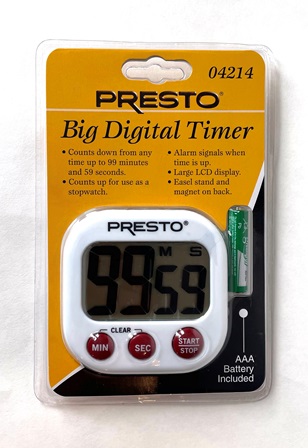 04214
PRESTO®
Big Digital Timer
• Counts down from any
time up to 99 minutes
and 59 seconds.
• Counts up for use as a
stopwatch.
• Alarm signals when
time is up.
• Large LCD display.
• Easel stand and
magnet on back.
PRESTO®
M S
99 59
CLEAR
MIN
SEC
START
STOP
AAA
Battery
Included